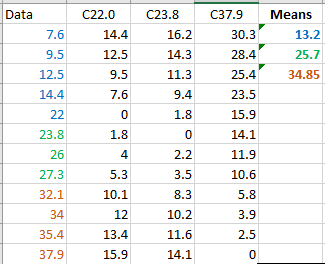 Data C22.0 C23.8 C37.9 Means
7.6 14.4 16.2 30.3 13.2
9.5 12.5 14.3 28.4 25.7
12.5 9.5 11.3 25.4 34.85
14.4 7.6 9.4 23.5
22 0 1.8 15.9
23.8 1.8 0 14.1
26 4 2.2 11.9
27.3 5.3 3.5 10.6
32.1 10.1 8.3 5.8
34 12 10.2 3.9
35.4 13.4 11.6 2.5
37.9 15.9 14.1 0